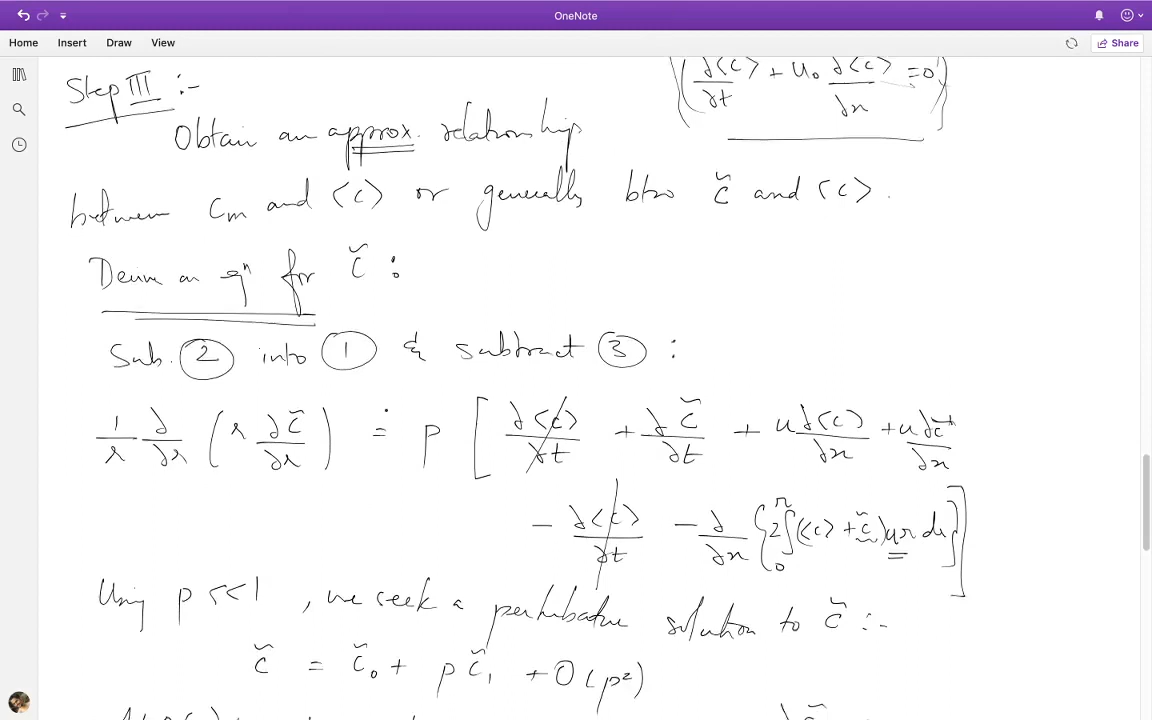 OneNote
Home Insert Draw View Share
Step III :-
( ∂⟨c⟩/∂t + u₀ ∂⟨c⟩/∂x = 0 )
Obtain an approx. relationship
between cm and ⟨c⟩ or generally btw c̃ and ⟨c⟩.
Derive an eqⁿ for c̃ :
Sub. ② into ① & subtract ③ :
1/r ∂/∂r ( r ∂c̃/∂r ) = p [ ∂⟨c⟩/∂t + ∂c̃/∂t + u∂⟨c⟩/∂x + u∂c̃/∂x
− ∂⟨c⟩/∂t − ∂/∂x { 2∫₀ (⟨c⟩ + c̃) u r dr } ]
Using p << 1 , we seek a perturbative solution to c̃ :-
c̃ = c̃₀ + p c̃₁ + O(p²)